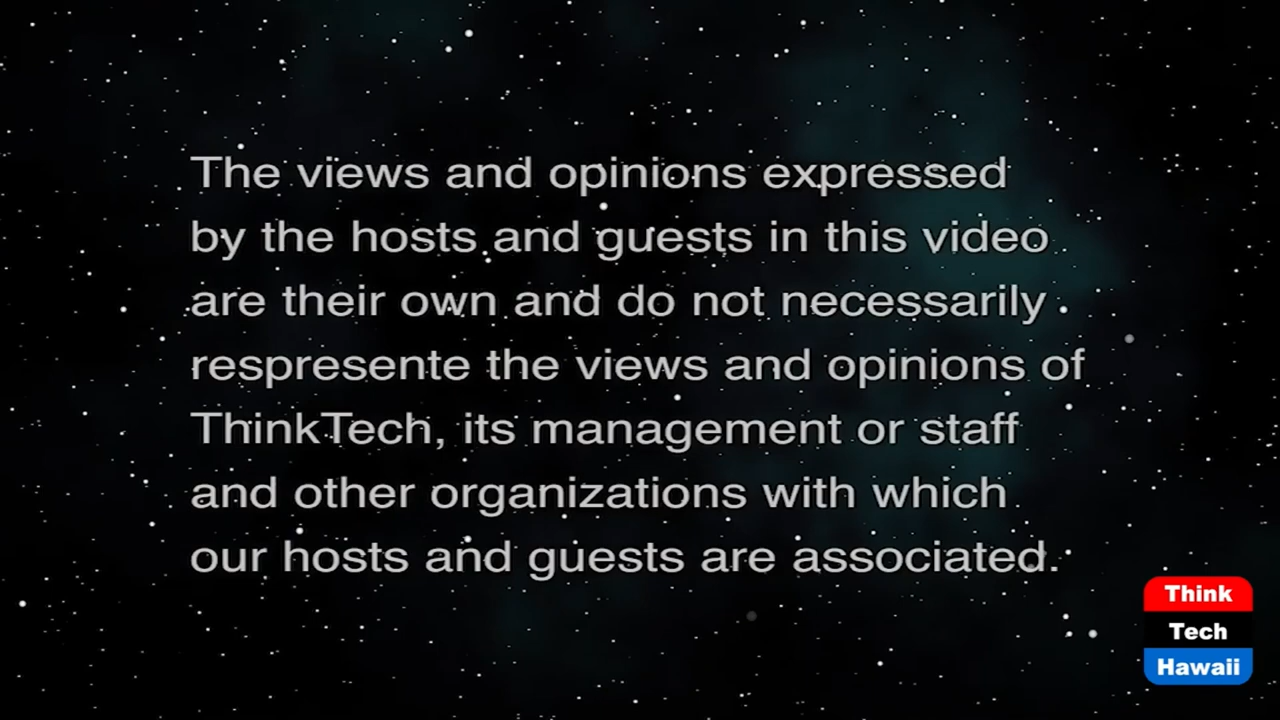 The views and opinions expressed
by the hosts and guests in this video
are their own and do not necessarily
respresente the views and opinions of
ThinkTech, its management or staff
and other organizations with which
our hosts and guests are associated.
Think
Tech
Hawaii